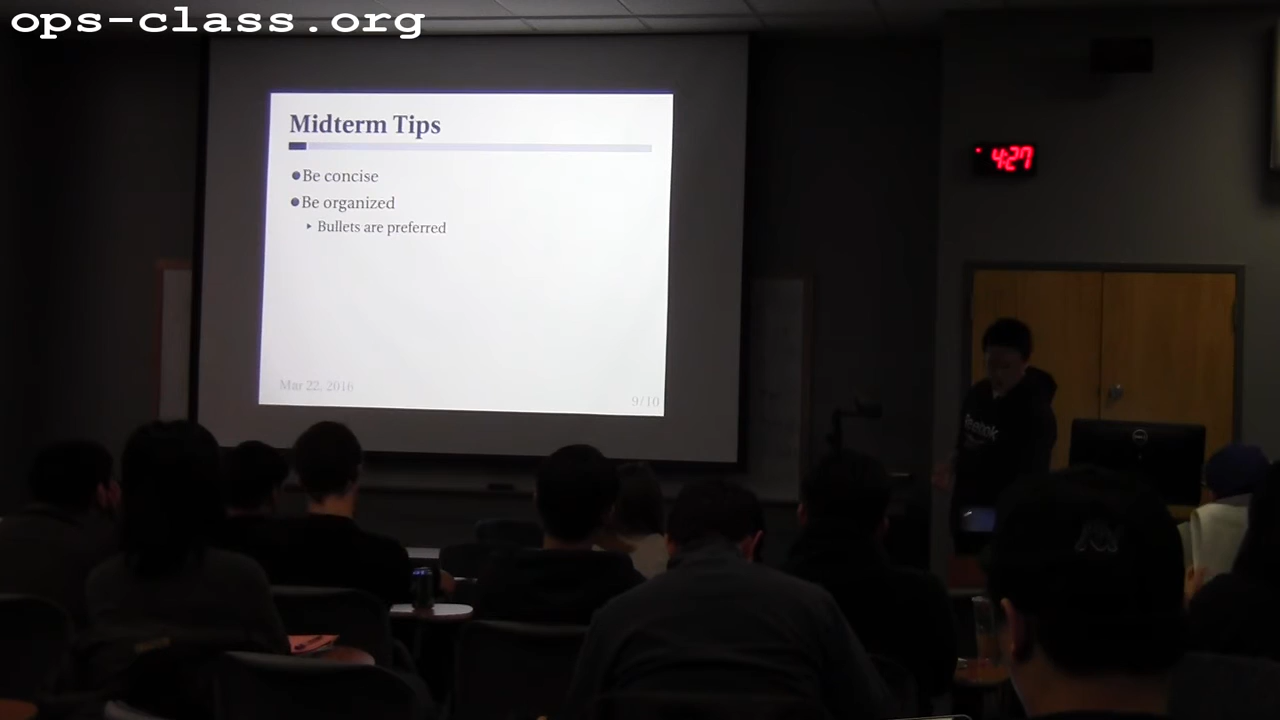 ops-class.org
Midterm Tips
Be concise
Be organized
Bullets are preferred
Mar 22, 2016
9/10
4:27
Reebok
DELL